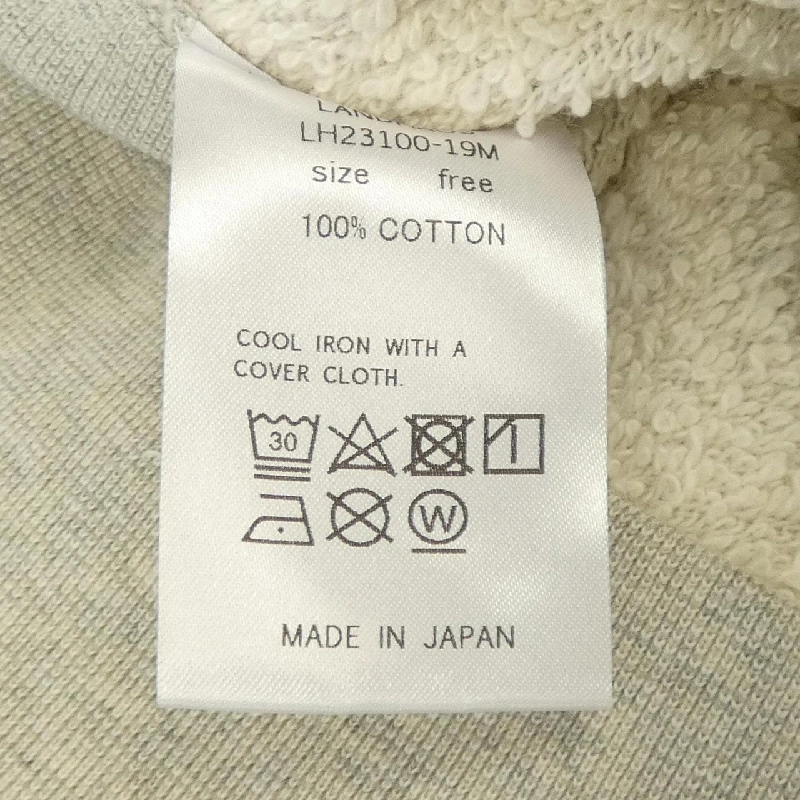 LH23100-19M
size free
100% COTTON
COOL IRON WITH A
COVER CLOTH.
30
W
MADE IN JAPAN